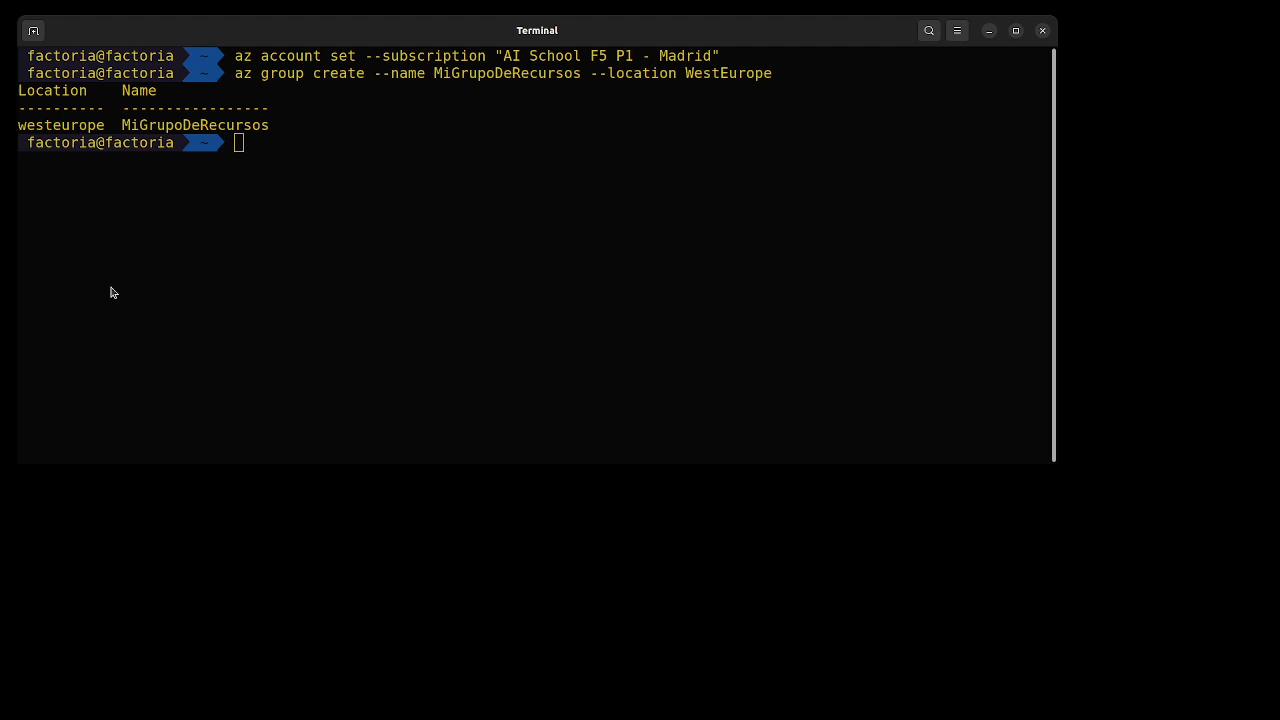 Terminal
factoria@factoria ~ az account set --subscription "AI School F5 P1 - Madrid"
factoria@factoria ~ az group create --name MiGrupoDeRecursos --location WestEurope
Location    Name
----------  -----------------
westeurope  MiGrupoDeRecursos
factoria@factoria ~